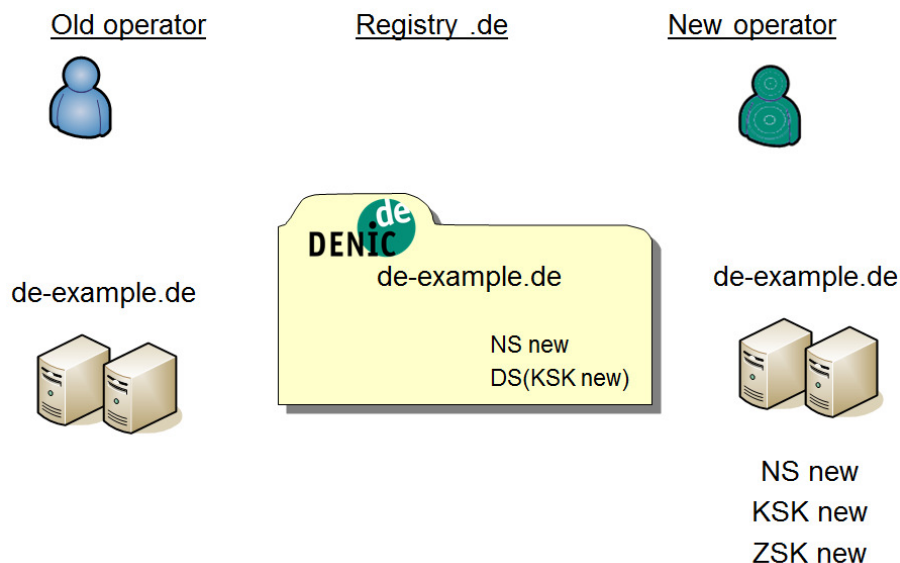 Old operator
Registry .de
New operator
de
DENiC
de-example.de
de-example.de
de-example.de
NS new
DS(KSK new)
NS new
KSK new
ZSK new